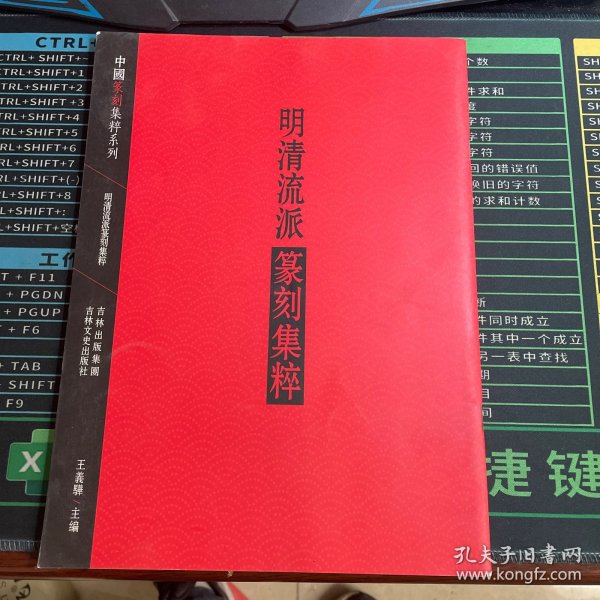 中國篆刻集粹系列
明清流派篆刻集粹
吉林出版集團
吉林文史出版社
王義驊/主编
明清流派
篆刻集粹
CTRL+
CTRL+SHIFT+~
CTRL+SHIFT+1
CTRL+SHIFT+2
CTRL+SHIFT+3
CTRL+SHIFT+4
CTRL+SHIFT+5
CTRL+SHIFT+6
CTRL+SHIFT+7
+SHIFT+(-)
L+SHIFT+8
L+SHIFT+:
L+SHIFT+空
工作
T + F11
+ PGDN
+ PGUP
T + F6
+ TAB
+ SHIFT
F9
个数
件求和
度
字符
字符
字符
回的错误值
换旧的字符
的求和计数
新
件同时成立
件其中一个成立
另一表中查找
期
目
间
SH
捷键
孔夫子旧书网
www.kongfz.com